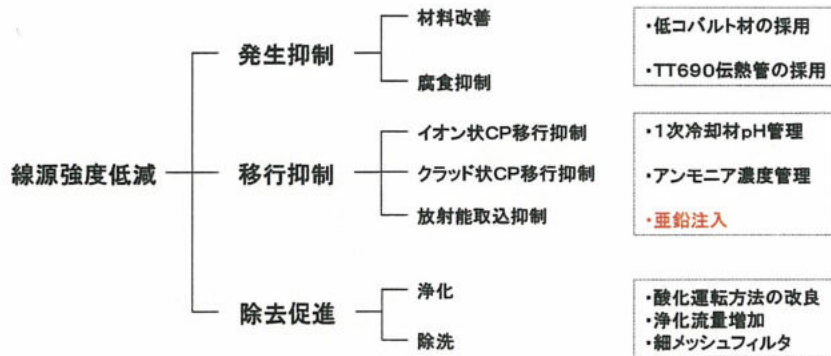 線源強度低減
発生抑制
材料改善
腐食抑制
・低コバルト材の採用
・TT690伝熱管の採用
移行抑制
イオン状CP移行抑制
クラッド状CP移行抑制
放射能取込抑制
・1次冷却材pH管理
・アンモニア濃度管理
・亜鉛注入
除去促進
浄化
除洗
・酸化運転方法の改良
・浄化流量増加
・細メッシュフィルタ